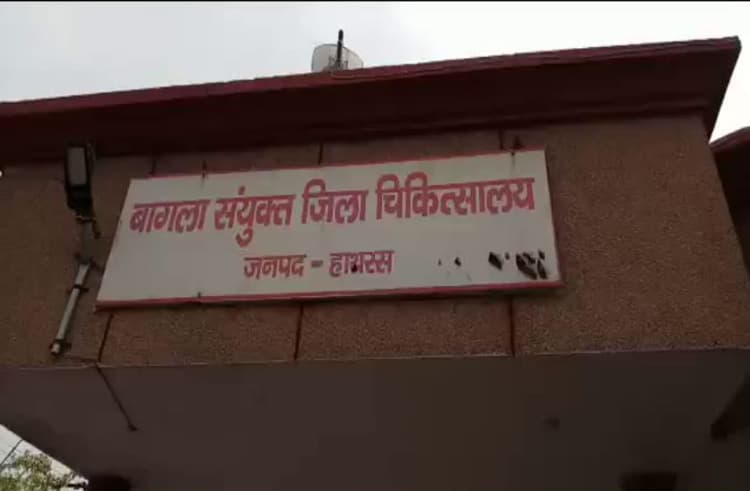 बागला संयुक्त जिला चिकित्सालय
जनपद - हाथरस